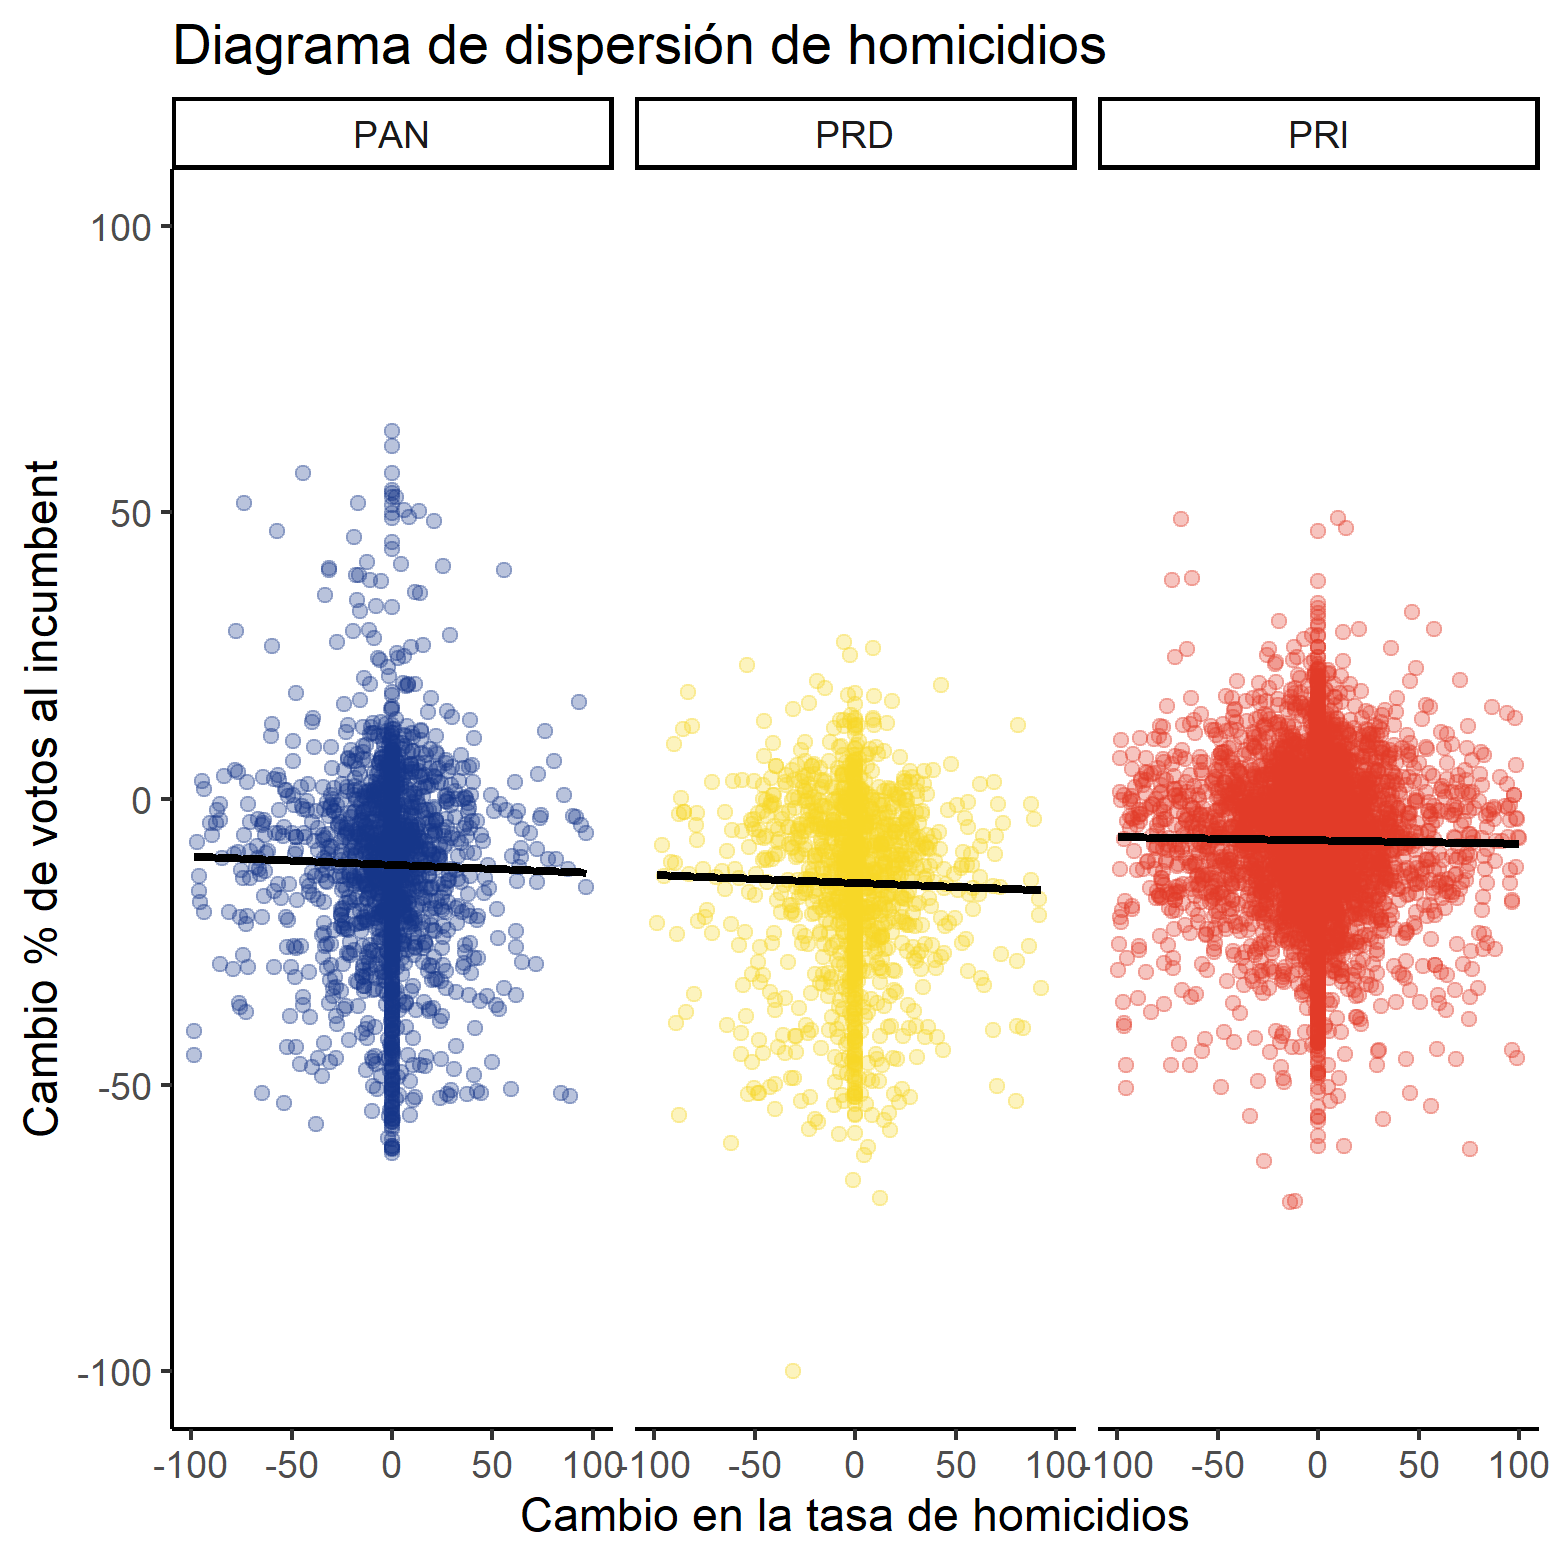 Diagrama de dispersión de homicidios
PAN PRD PRI
Cambio % de votos al incumbent
100
50
0
-50
-100
-100 -50 0 50 100 -100 -50 0 50 100 -100 -50 0 50 100
Cambio en la tasa de homicidios